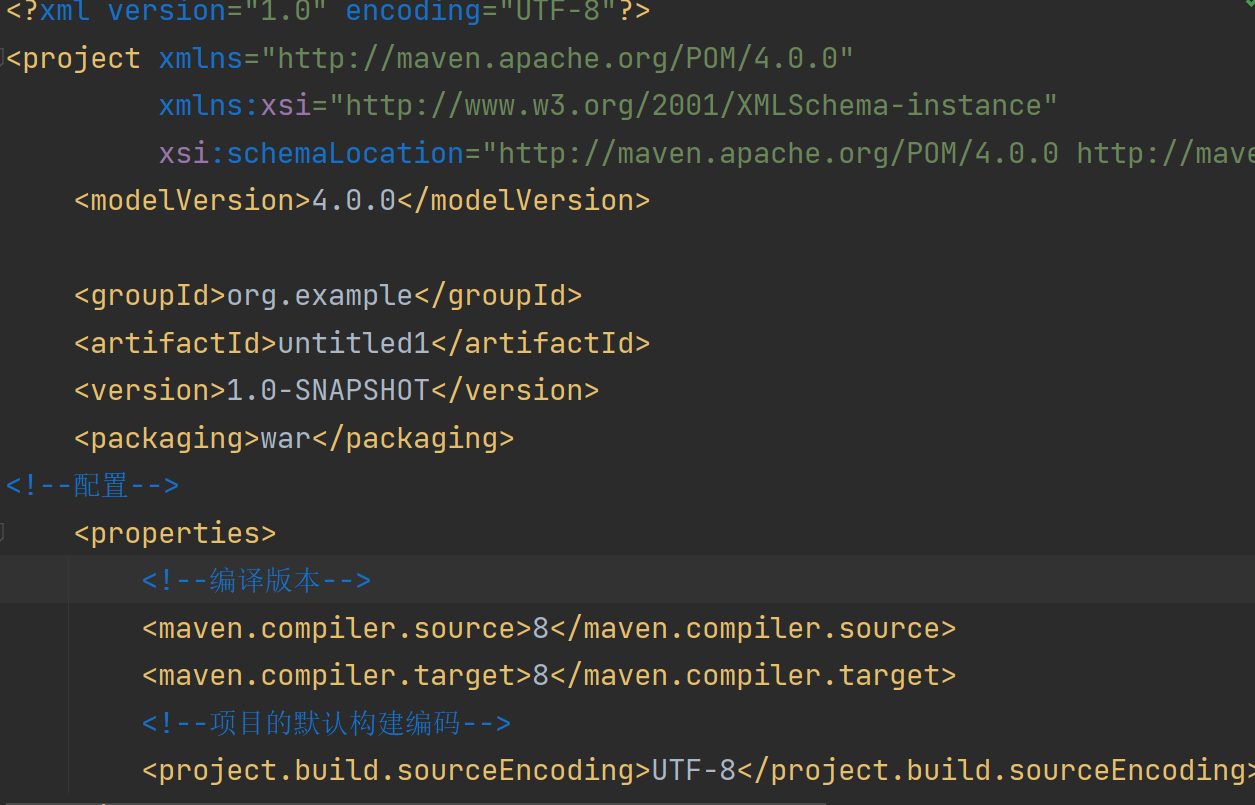 <?xml version="1.0" encoding="UTF-8"?>
<project xmlns="http://maven.apache.org/POM/4.0.0"
xmlns:xsi="http://www.w3.org/2001/XMLSchema-instance"
xsi:schemaLocation="http://maven.apache.org/POM/4.0.0 http://mave
<modelVersion>4.0.0</modelVersion>
<groupId>org.example</groupId>
<artifactId>untitled1</artifactId>
<version>1.0-SNAPSHOT</version>
<packaging>war</packaging>
<!--配置-->
<properties>
<!--编译版本-->
<maven.compiler.source>8</maven.compiler.source>
<maven.compiler.target>8</maven.compiler.target>
<!--项目的默认构建编码-->
<project.build.sourceEncoding>UTF-8</project.build.sourceEncoding>